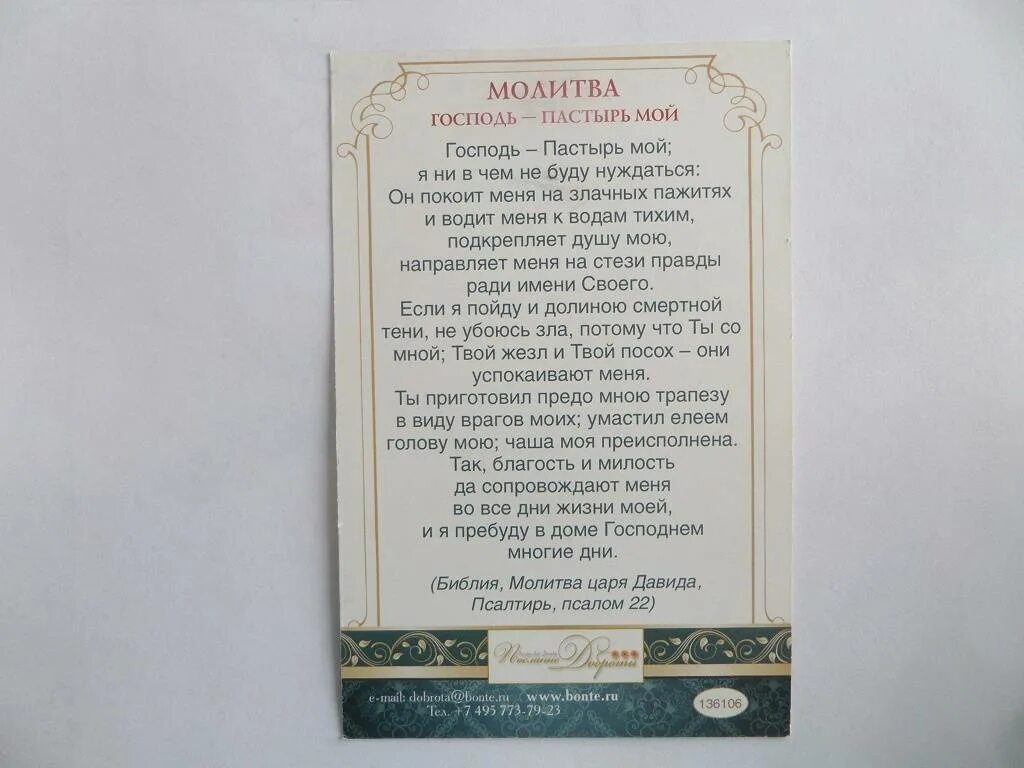 МОЛИТВА
ГОСПОДЬ – ПАСТЫРЬ МОЙ
Господь – Пастырь мой;
я ни в чем не буду нуждаться:
Он покоит меня на злачных пажитях
и водит меня к водам тихим,
подкрепляет душу мою,
направляет меня на стези правды
ради имени Своего.
Если я пойду и долиною смертной
тени, не убоюсь зла, потому что Ты со
мной; Твой жезл и Твой посох – они
успокаивают меня.
Ты приготовил предо мною трапезу
в виду врагов моих; умастил елеем
голову мою; чаша моя преисполнена.
Так, благость и милость
да сопровождают меня
во все дни жизни моей,
и я пребуду в доме Господнем
многие дни.
(Библия, Молитва царя Давида,
Псалтирь, псалом 22)
Послание Доброты
e-mail: dobrota@bonte.ru www.bonte.ru
Тел. +7 495 773-79-23
136106